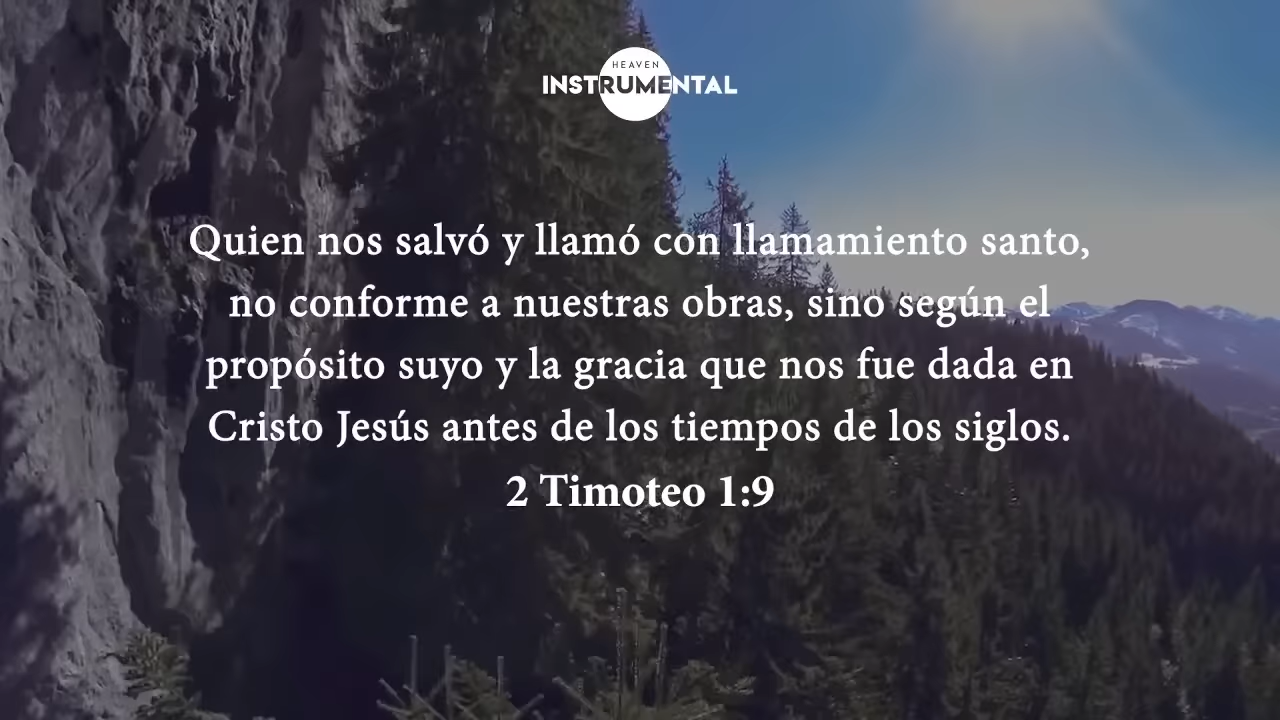 HEAVEN
INSTRUMENTAL
Quien nos salvó y llamó con llamamiento santo,
no conforme a nuestras obras, sino según el
propósito suyo y la gracia que nos fue dada en
Cristo Jesús antes de los tiempos de los siglos.
2 Timoteo 1:9